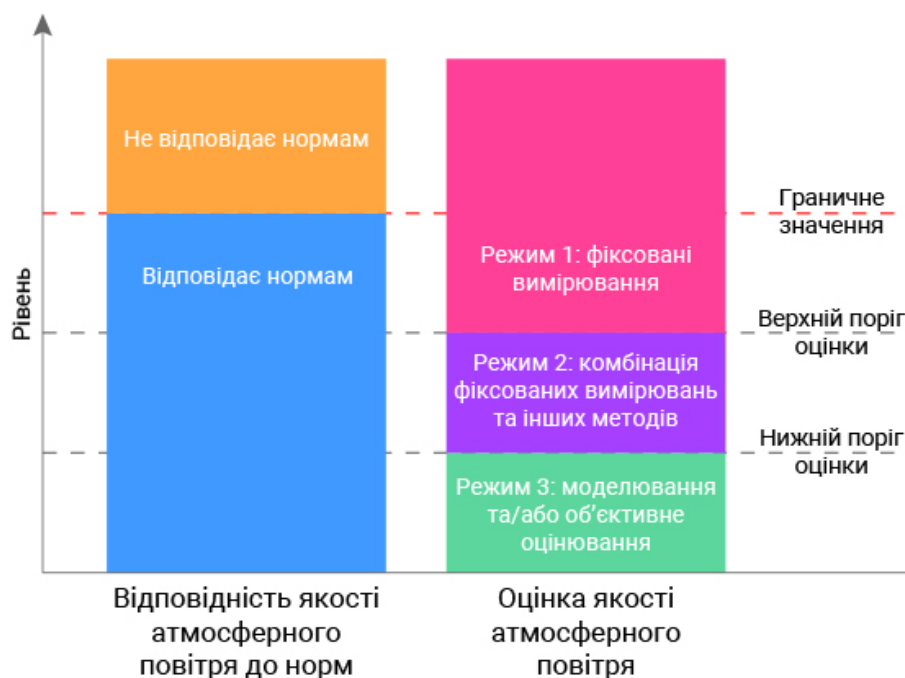 Рівень
Не відповідає нормам
Відповідає нормам
Режим 1: фіксовані
вимірювання
Режим 2: комбінація
фіксованих вимірювань
та інших методів
Режим 3: моделювання
та/або об’єктивне
оцінювання
Граничне
значення
Верхній поріг
оцінки
Нижній поріг
оцінки
Відповідність якості
атмосферного
повітря до норм
Оцінка якості
атмосферного
повітря